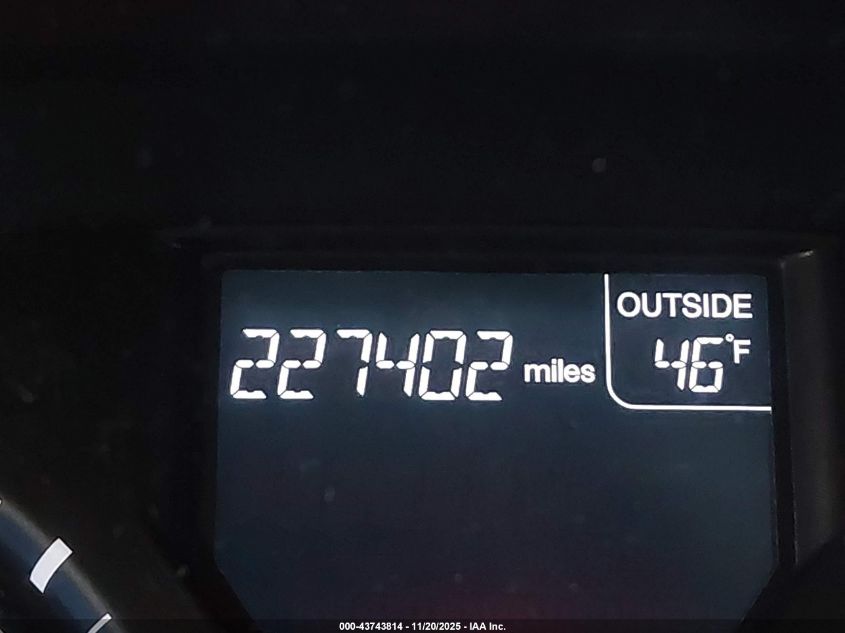 OUTSIDE
227402 miles 46°F
000-43743814 - 11/20/2025 - IAA Inc.